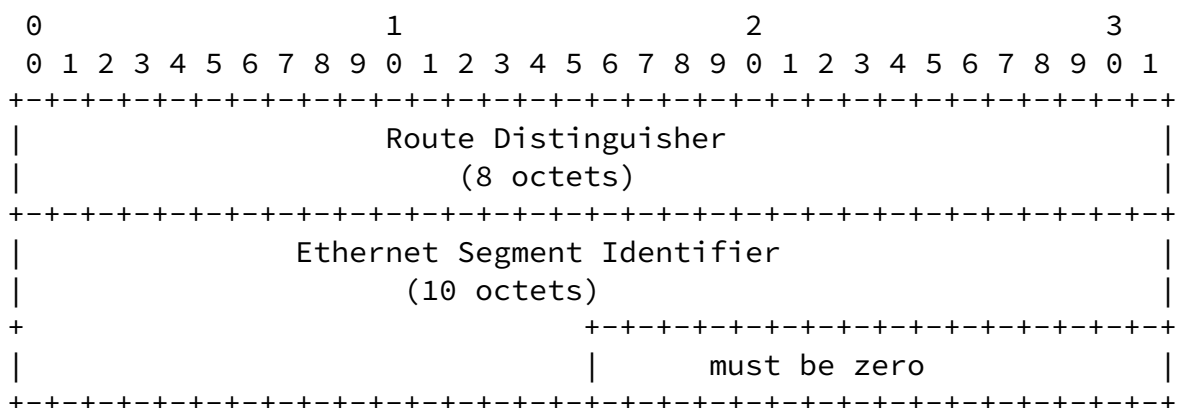 0                   1                   2                   3
 0 1 2 3 4 5 6 7 8 9 0 1 2 3 4 5 6 7 8 9 0 1 2 3 4 5 6 7 8 9 0 1
+-+-+-+-+-+-+-+-+-+-+-+-+-+-+-+-+-+-+-+-+-+-+-+-+-+-+-+-+-+-+-+-+
|                    Route Distinguisher                        |
|                        (8 octets)                             |
+-+-+-+-+-+-+-+-+-+-+-+-+-+-+-+-+-+-+-+-+-+-+-+-+-+-+-+-+-+-+-+-+
|               Ethernet Segment Identifier                     |
|                     (10 octets)                               |
+                               +-+-+-+-+-+-+-+-+-+-+-+-+-+-+-+-+
|                               |      must be zero             |
+-+-+-+-+-+-+-+-+-+-+-+-+-+-+-+-+-+-+-+-+-+-+-+-+-+-+-+-+-+-+-+-+